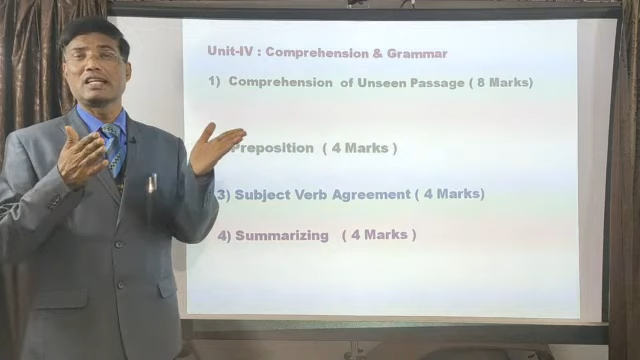 Unit-IV : Comprehension & Grammar
1) Comprehension of Unseen Passage ( 8 Marks)
Preposition ( 4 Marks )
3) Subject Verb Agreement ( 4 Marks)
4) Summarizing ( 4 Marks )